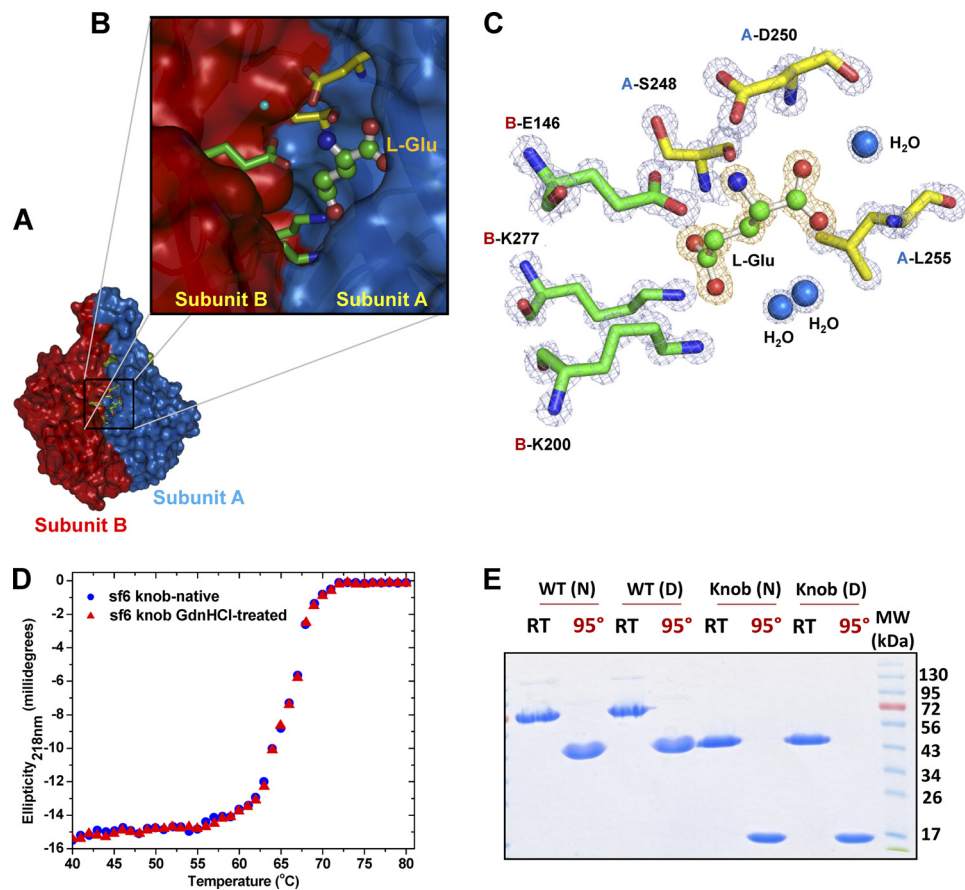 B
L-Glu
Subunit B
Subunit A
A
Subunit A
Subunit B
C
A-D250
A-S248
B-E146
H2O
B-K277
L-Glu
A-L255
H2O
H2O
B-K200
D
0
-2
-4
-6
-8
-10
-12
-14
-16
Ellipticity218nm (millidegrees)
sf6 knob-native
sf6 knob GdnHCl-treated
40 45 50 55 60 65 70 75 80
Temperature (°C)
E
WT (N) WT (D) Knob (N) Knob (D) MW
RT 95° RT 95° RT 95° RT 95° (kDa)
130
95
72
56
43
34
26
17